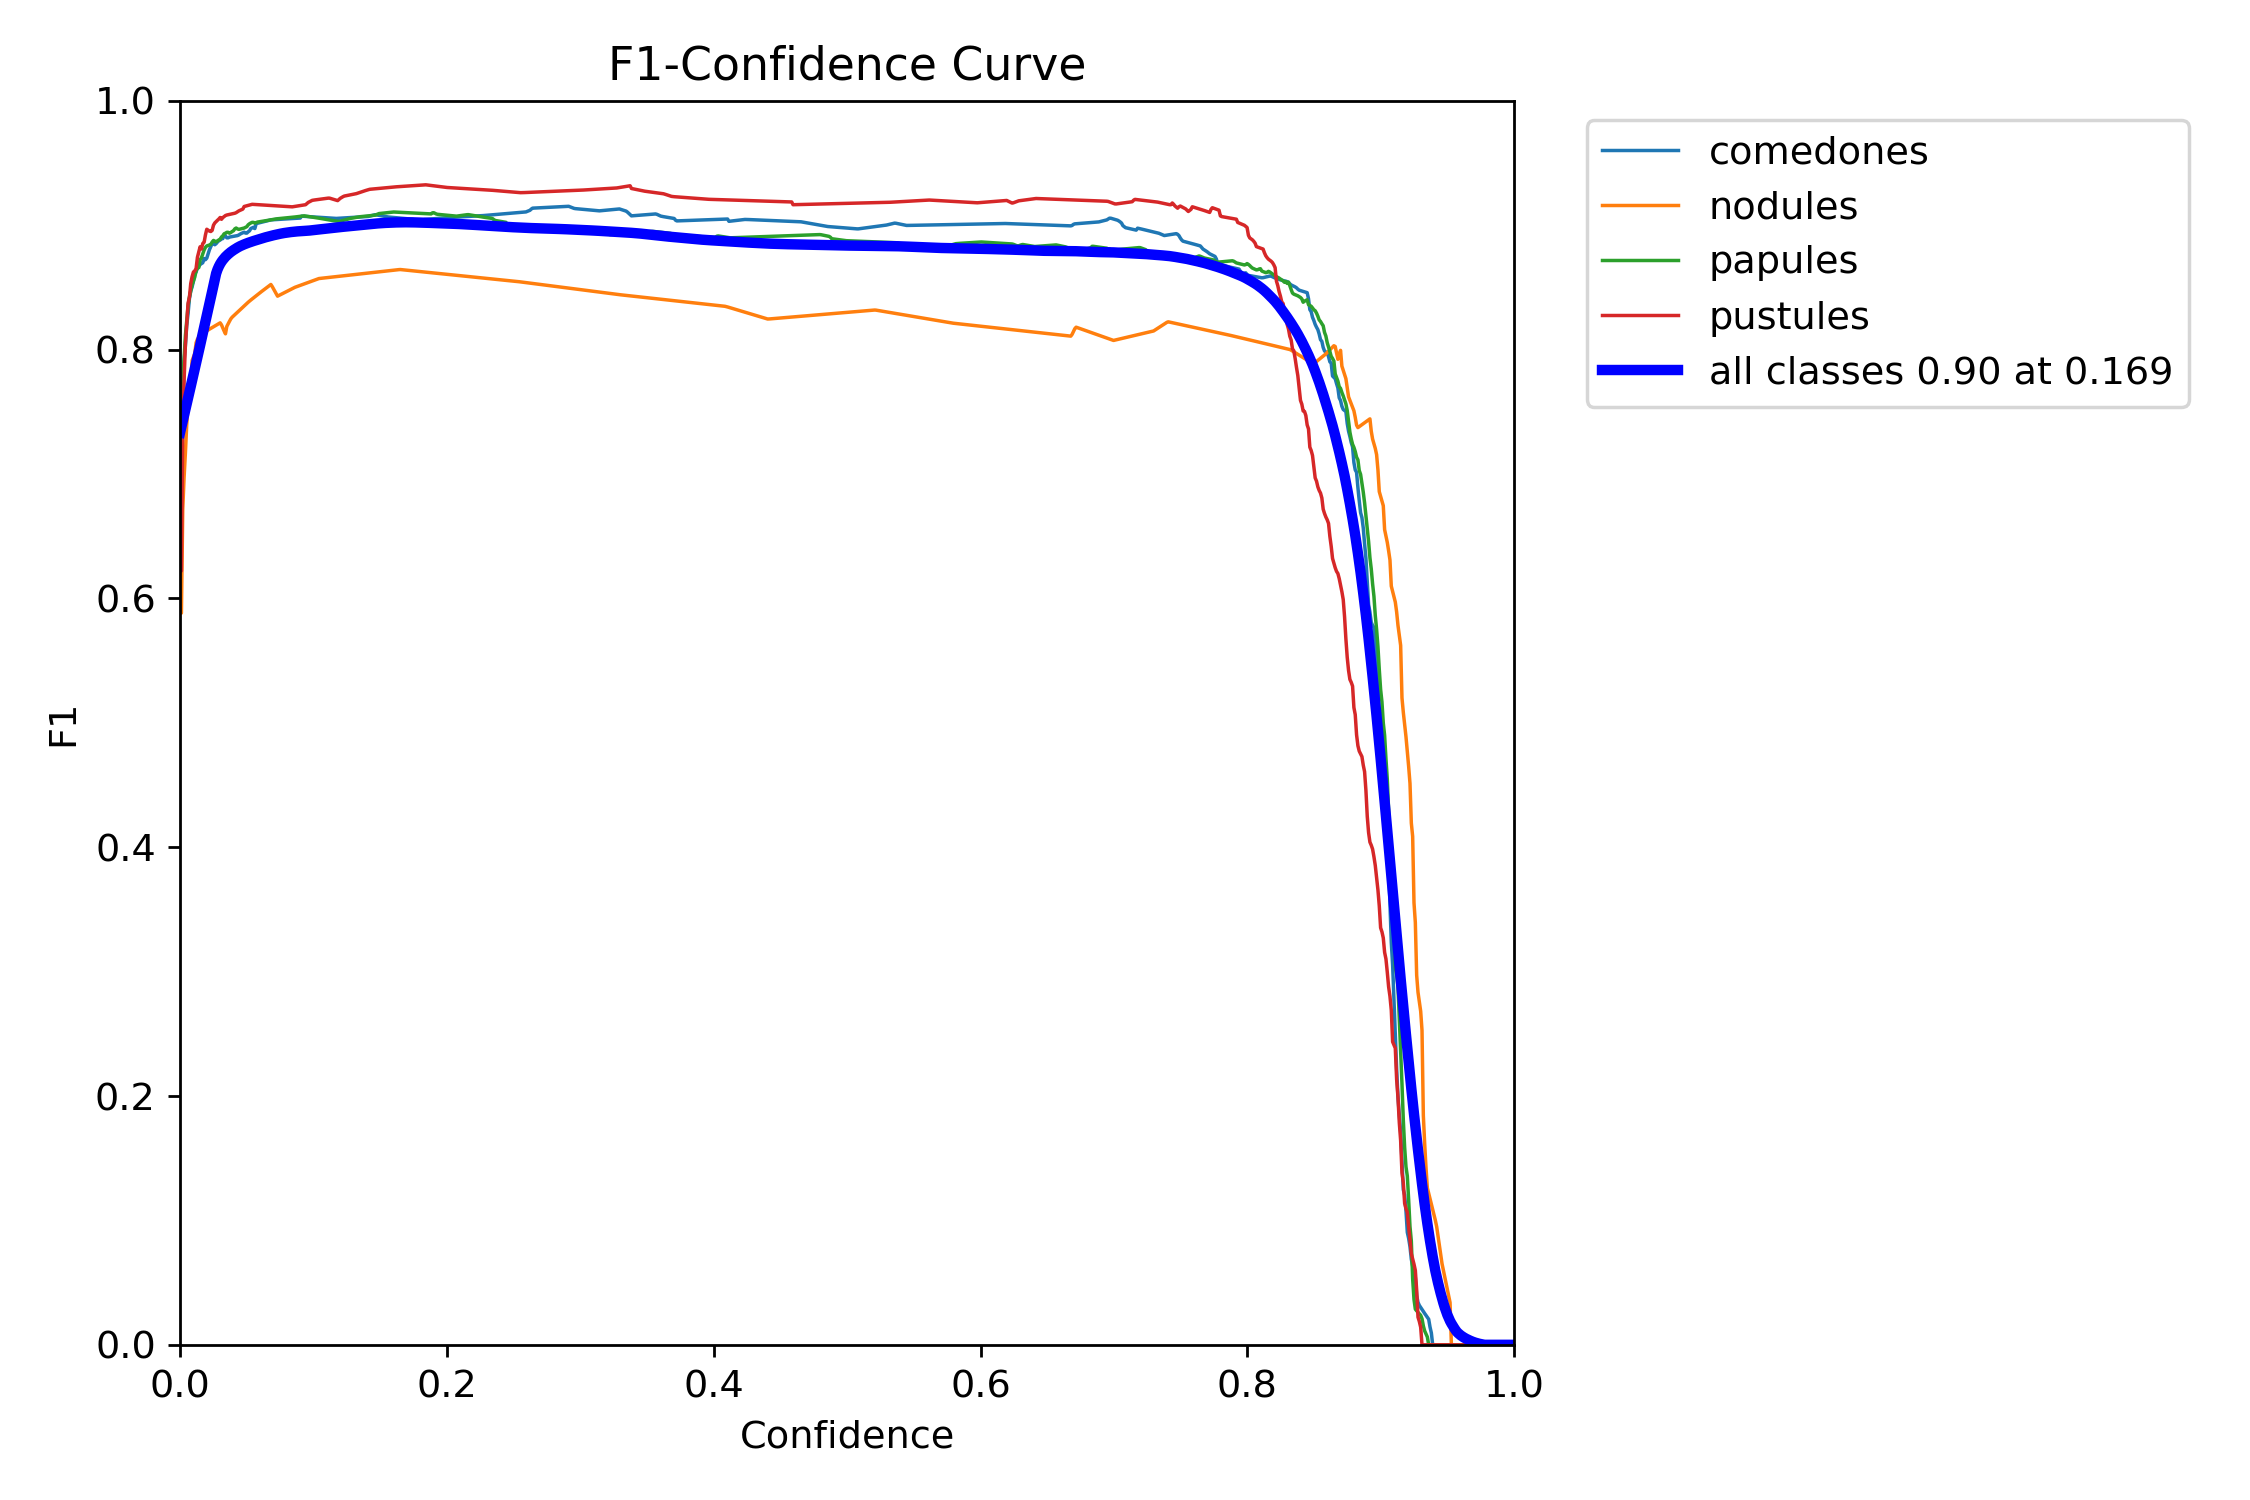 F1-Confidence Curve
1.0
0.8
0.6
0.4
0.2
0.0
F1
0.0 0.2 0.4 0.6 0.8 1.0
Confidence
comedones
nodules
papules
pustules
all classes 0.90 at 0.169